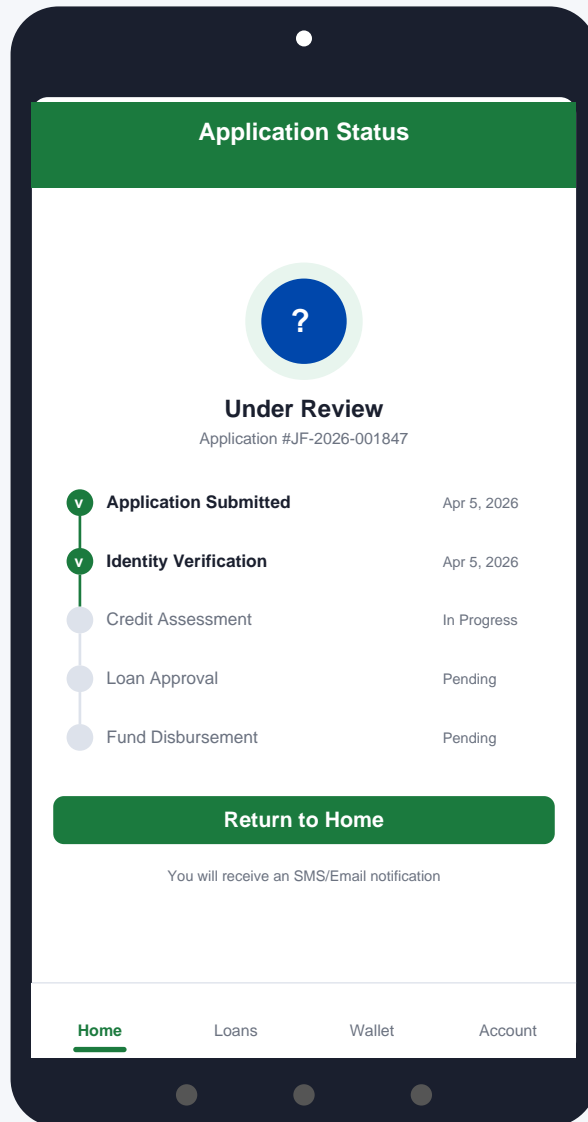 Application Status
?
Under Review
Application #JF-2026-001847
v Application Submitted Apr 5, 2026
v Identity Verification Apr 5, 2026
Credit Assessment In Progress
Loan Approval Pending
Fund Disbursement Pending
Return to Home
You will receive an SMS/Email notification
Home Loans Wallet Account